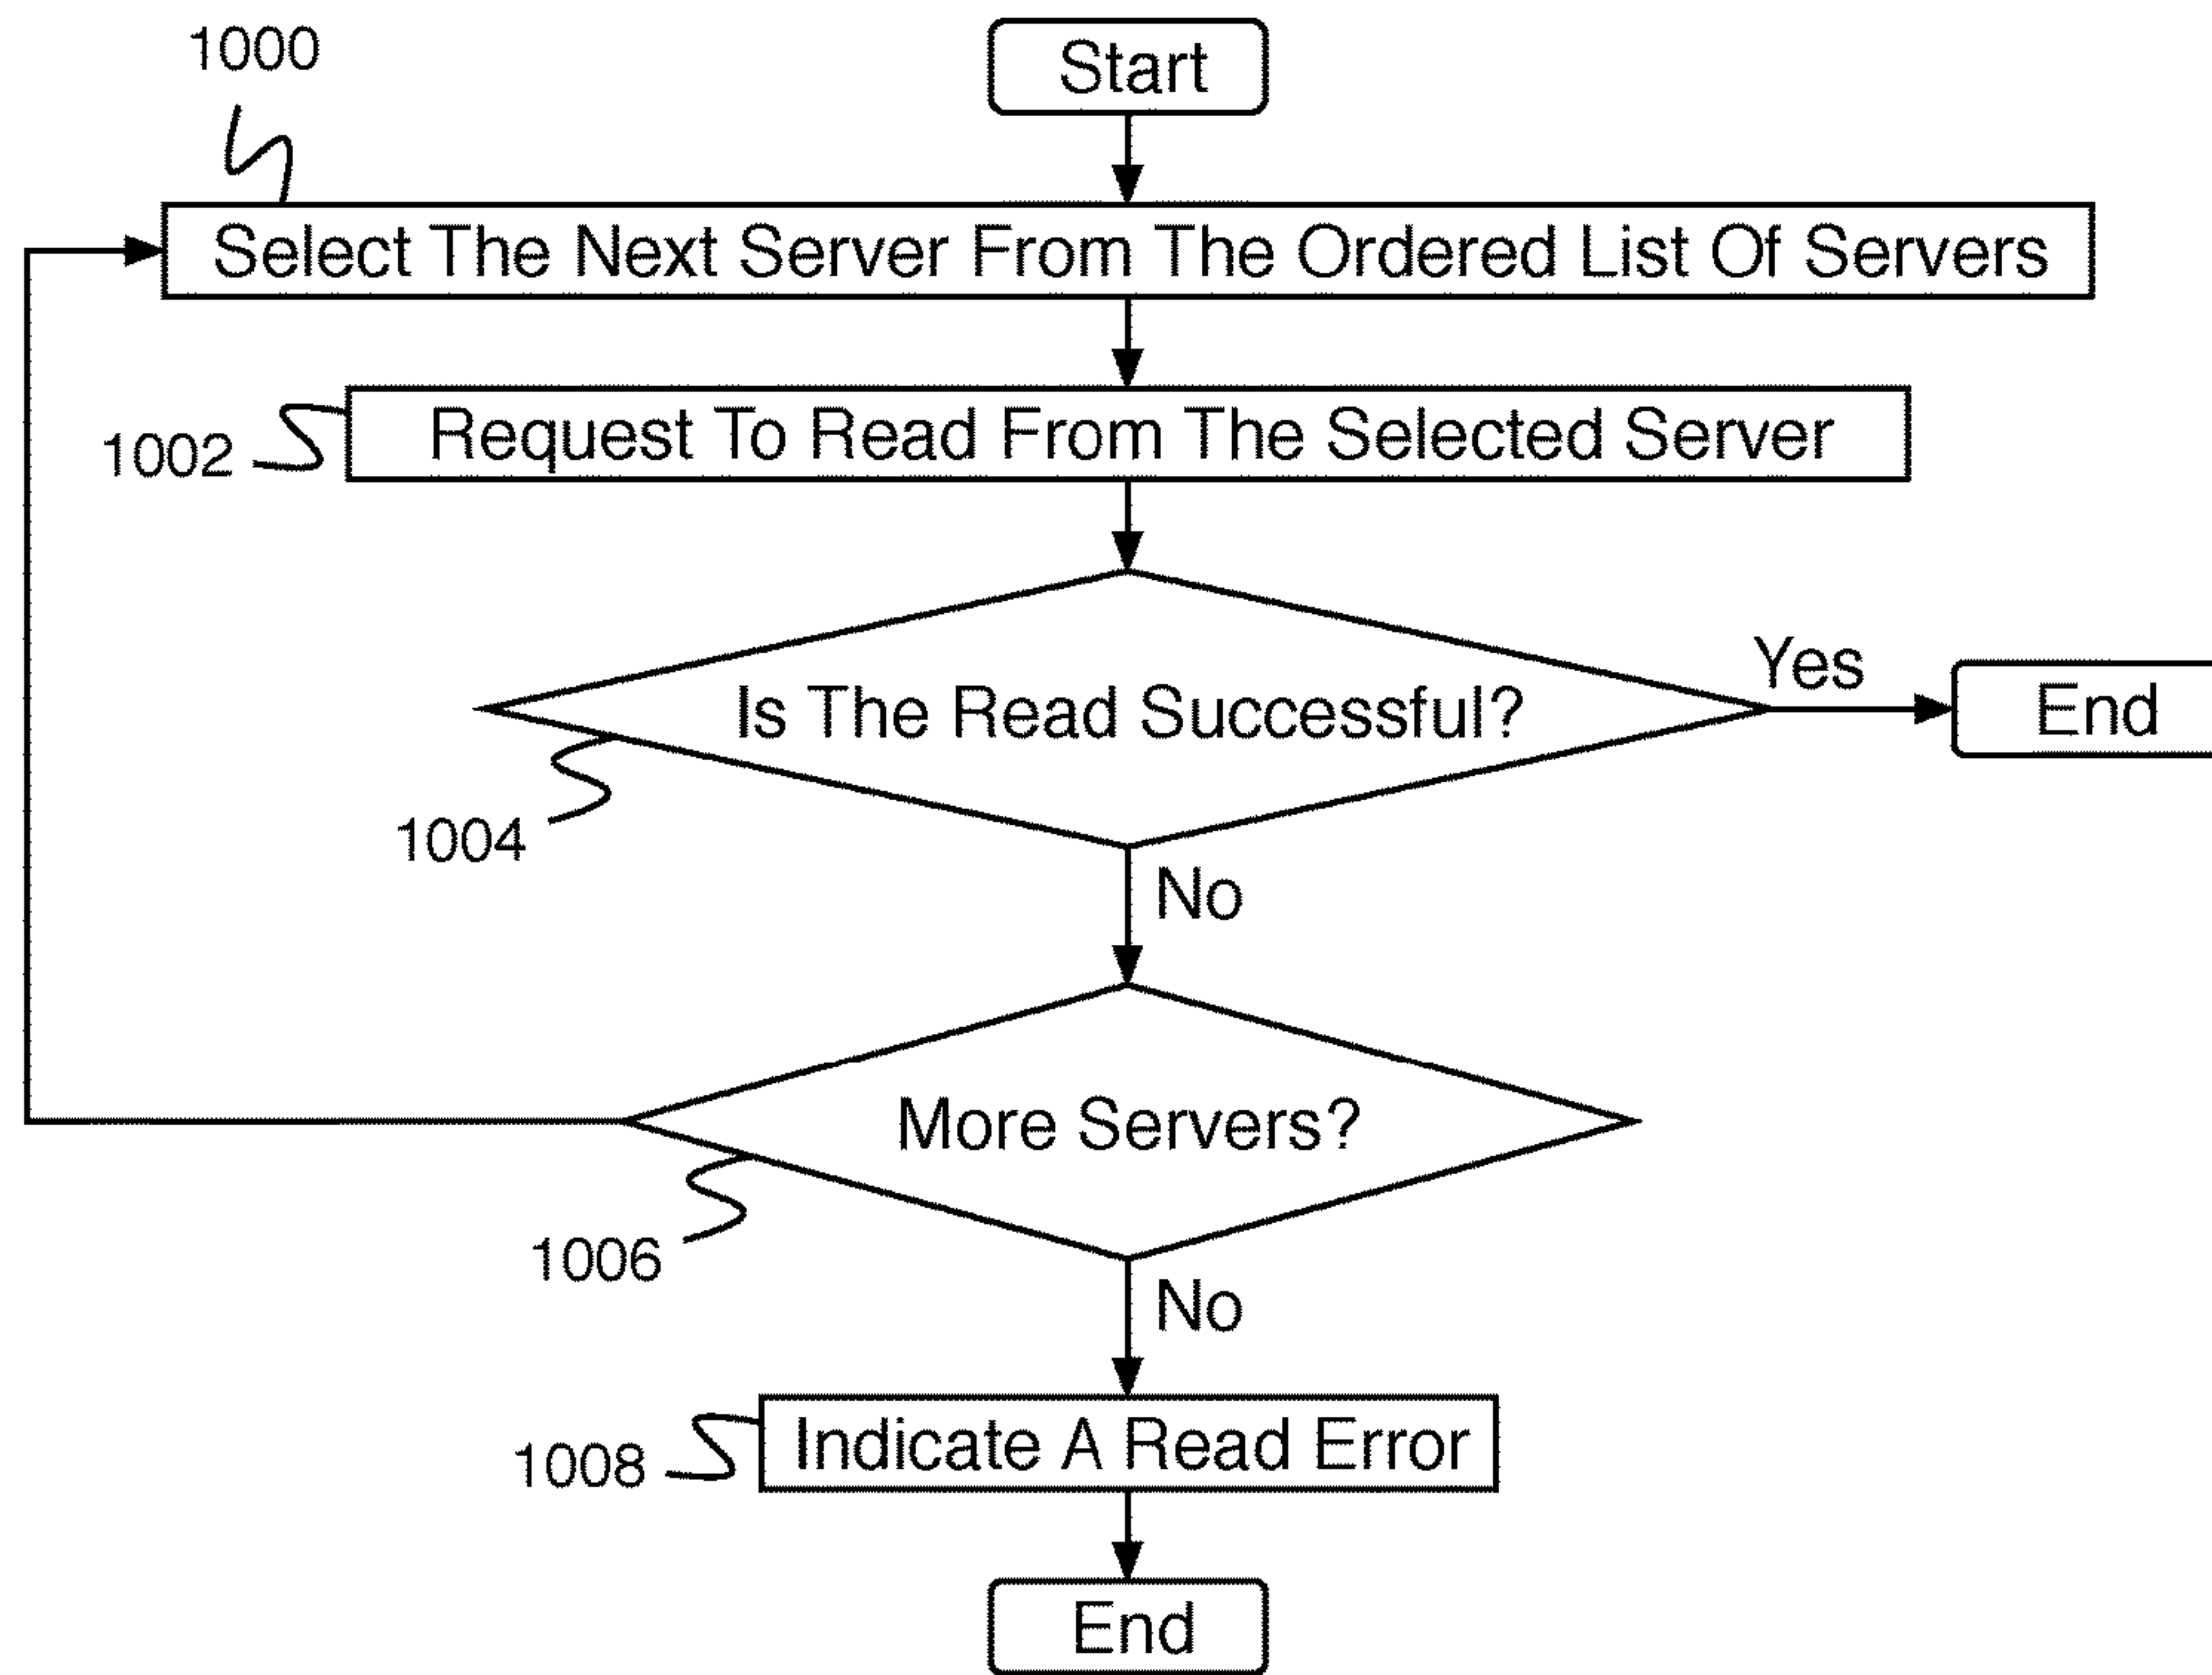 1000
Start
Select The Next Server From The Ordered List Of Servers
Request To Read From The Selected Server
1002
Is The Read Successful?
Yes
End
1004
No
More Servers?
1006
No
Indicate A Read Error
1008
End